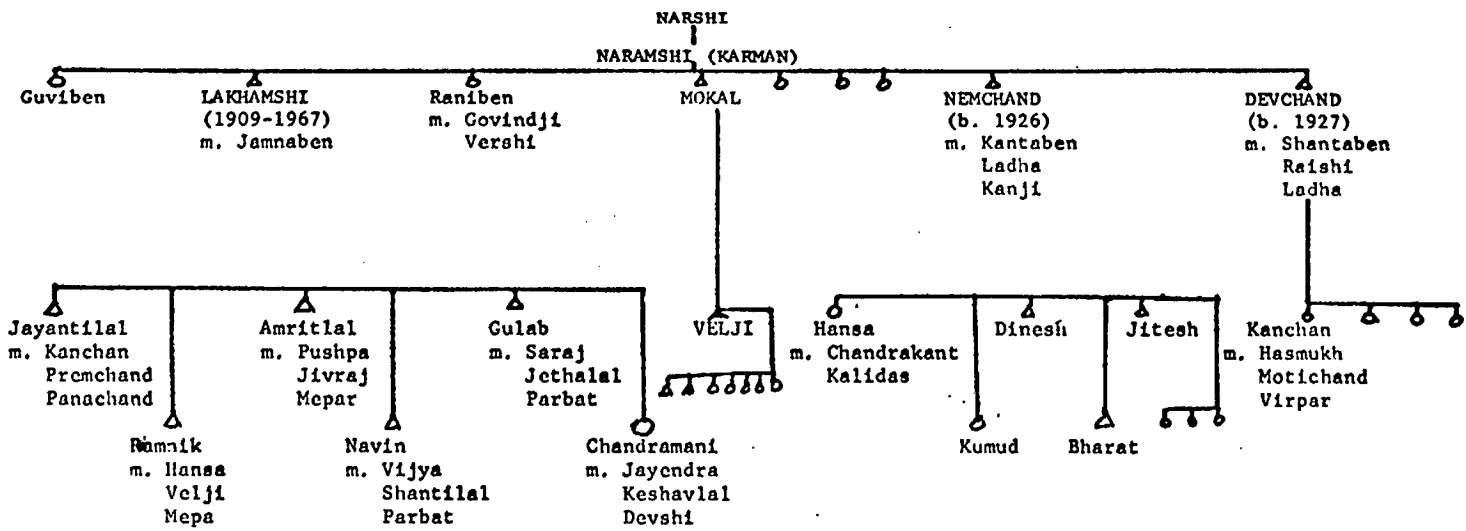 NARSHI
NARAMSHI (KARMAN)
Guviben
LAKHAMSHI
(1909-1967)
m. Jamnaben
Raniben
m. Govindji
Vershi
MOKAL
NEMCHAND
(b. 1926)
m. Kantaben
Ladha
Kanji
DEVCHAND
(b. 1927)
m. Shantaben
Raishi
Ladha
Jayantilal
m. Kanchan
Premchand
Panachand
Ramnik
m. Hansa
Velji
Mepa
Amritlal
m. Pushpa
Jivraj
Mepar
Navin
m. Vijya
Shantilal
Parbat
Gulab
m. Saraj
Jethalal
Parbat
Chandramani
m. Jayendra
Keshavlal
Devshi
VELJI
Hansa
m. Chandrakant
Kalidas
Kumud
Dinesh
Bharat
Jitesh
Kanchan
m. Hasmukh
Motichand
Virpar